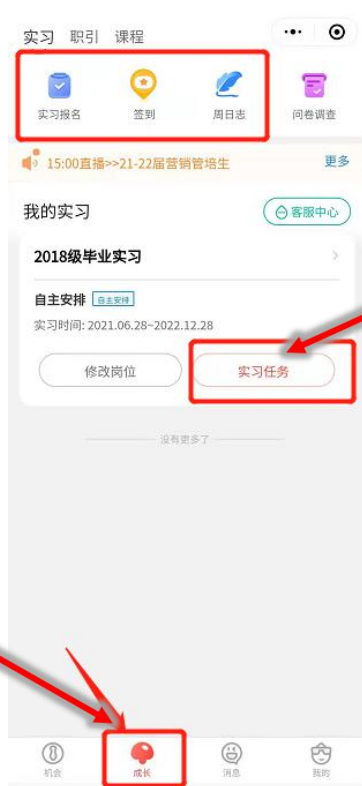 实习 职引 课程
实习报名 签到 周日志 问卷调查
15:00直播>>21-22届营销管培生 更多
我的实习 客服中心
2018级毕业实习
自主安排 自主安排
实习时间: 2021.06.28~2022.12.28
修改岗位 实习任务
没有更多了
机会 成长 消息 我的